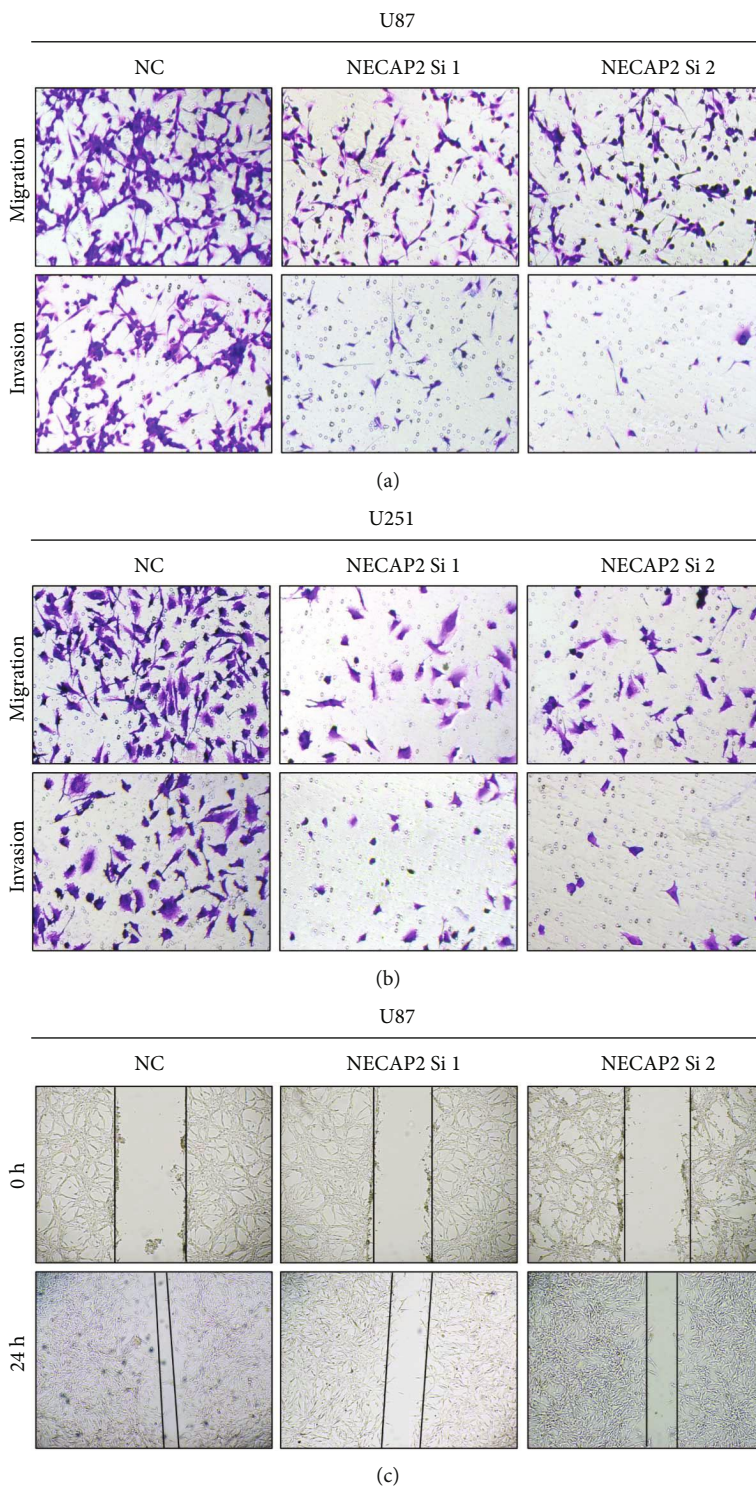 U87
NC NECAP2 Si 1 NECAP2 Si 2
Migration
Invasion
(a)
U251
NC NECAP2 Si 1 NECAP2 Si 2
Migration
Invasion
(b)
U87
NC NECAP2 Si 1 NECAP2 Si 2
0 h
24 h
(c)